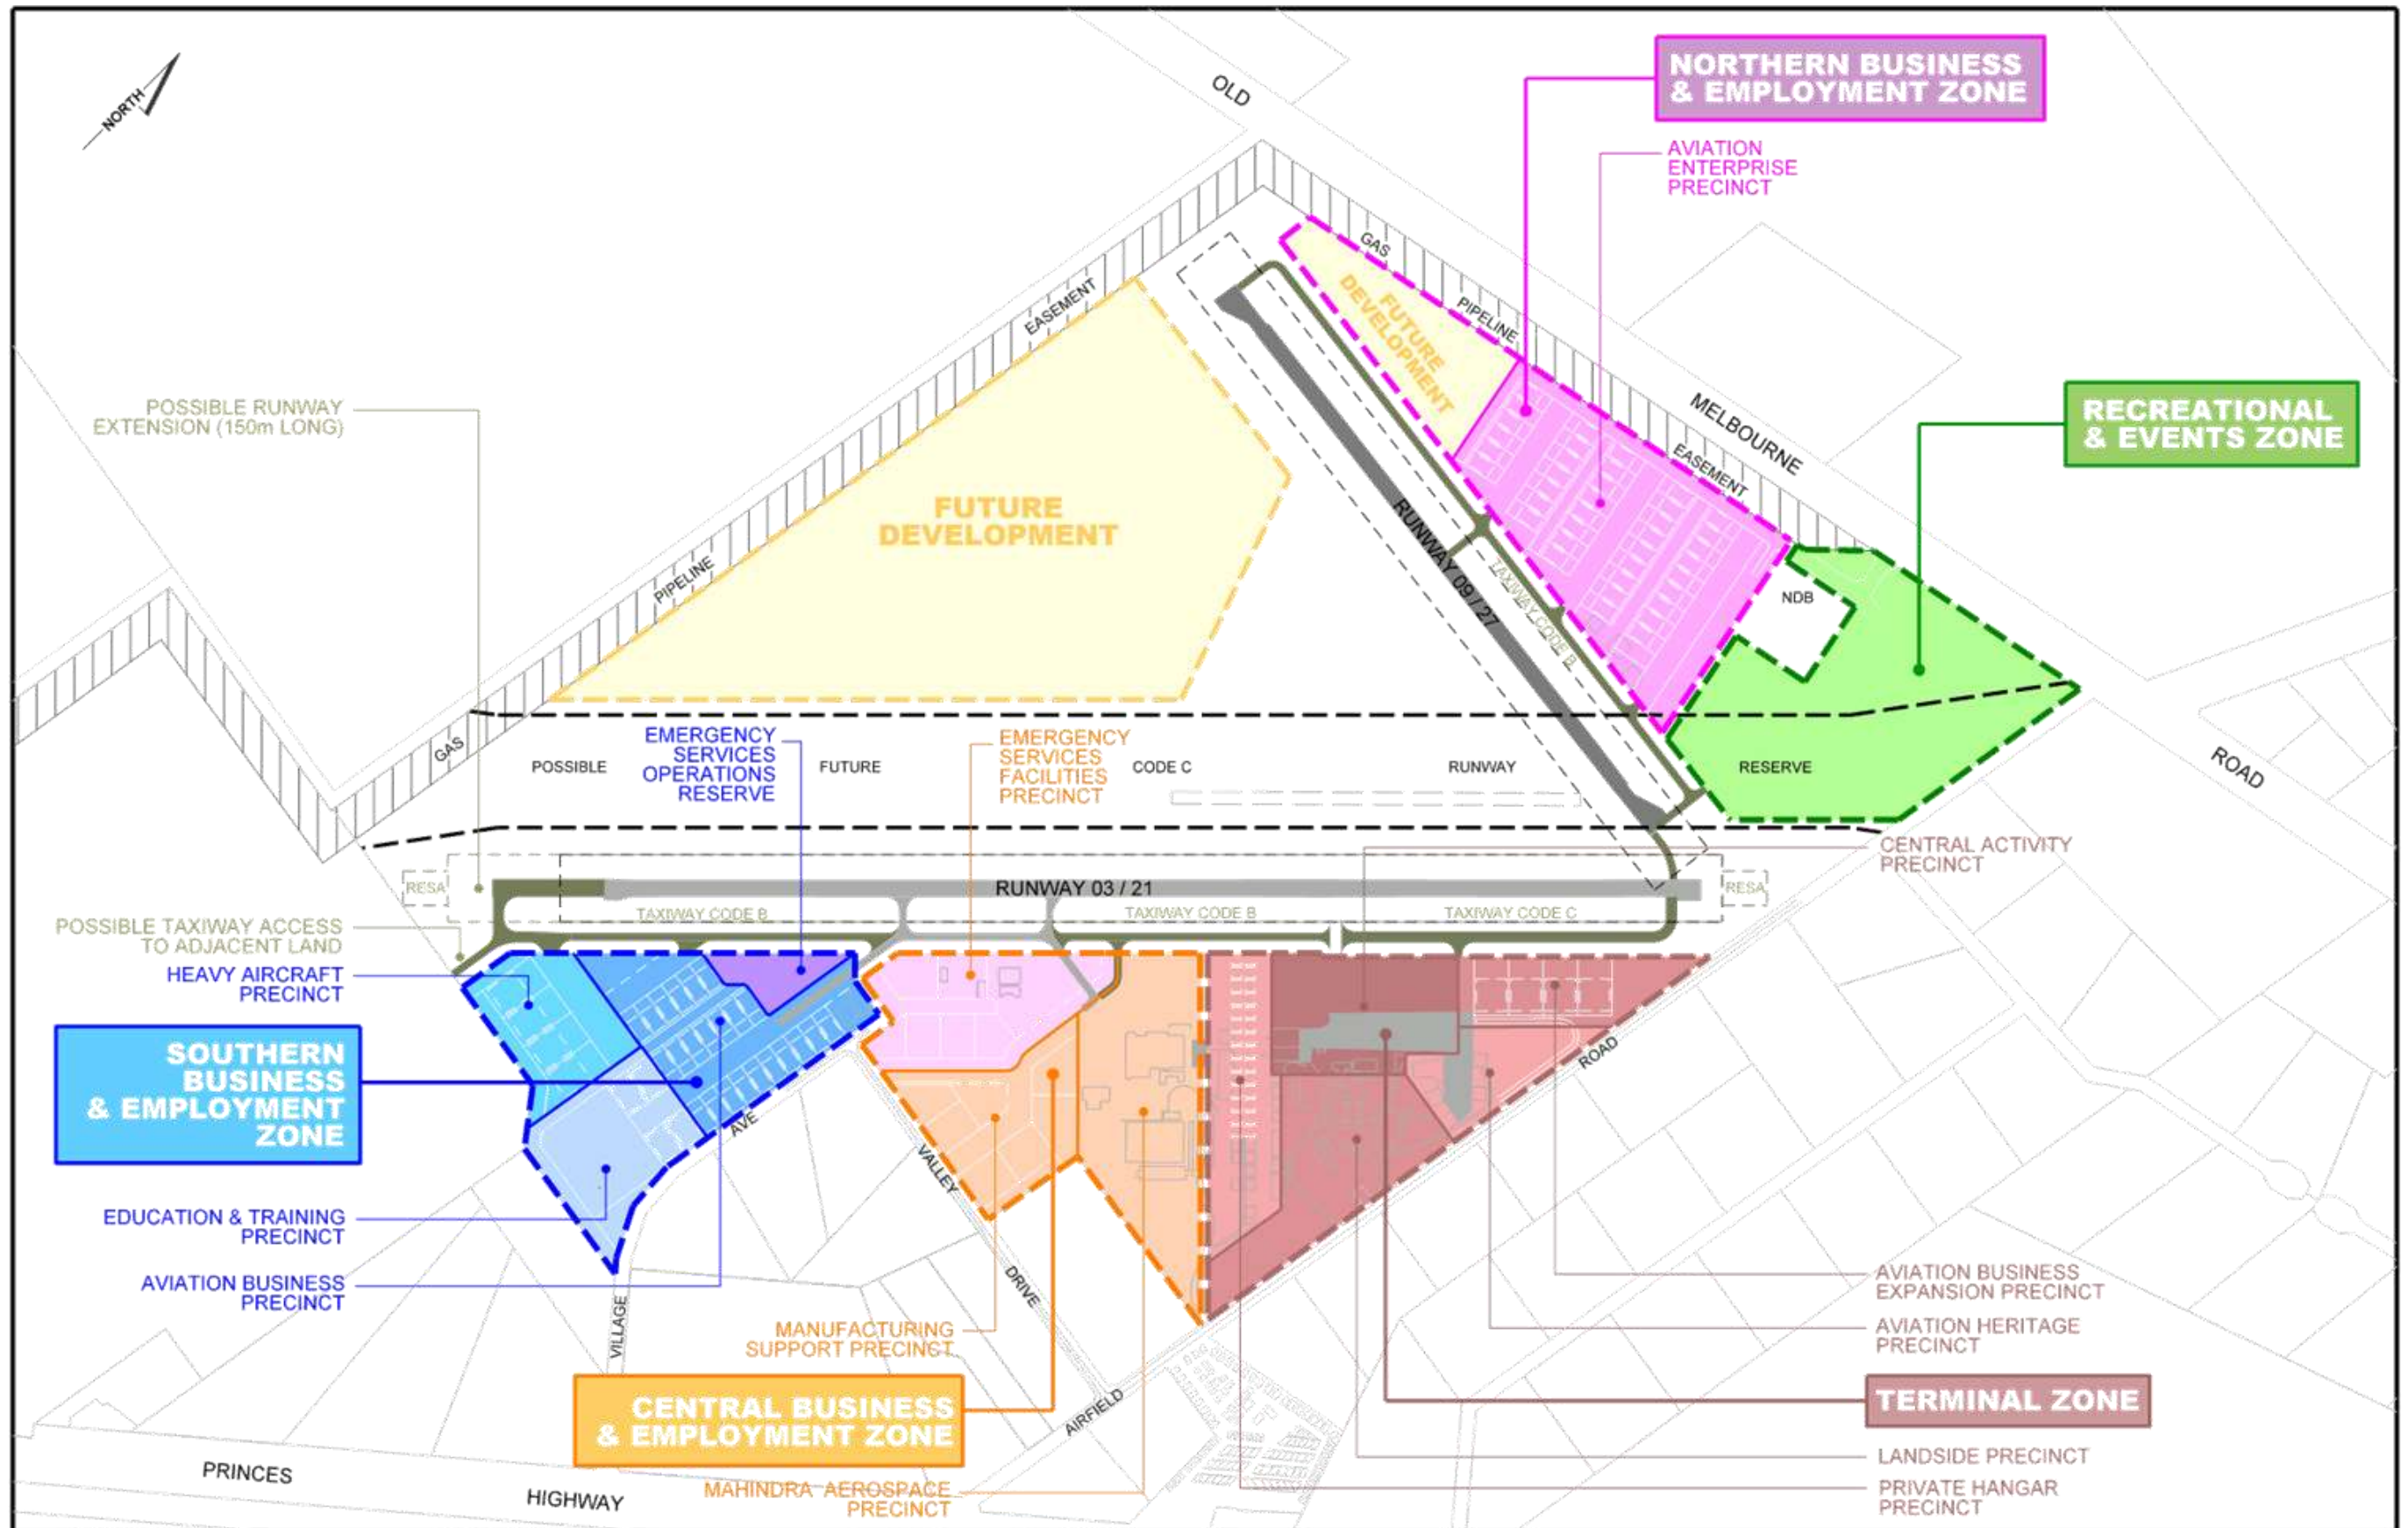 NORTH
OLD
NORTHERN BUSINESS
& EMPLOYMENT ZONE
AVIATION
ENTERPRISE
PRECINCT
GAS
PIPELINE
EASEMENT
MELBOURNE
ROAD
EASEMENT
PIPELINE
GAS
FUTURE
DEVELOPMENT
RECREATIONAL
& EVENTS ZONE
POSSIBLE RUNWAY
EXTENSION (150m LONG)
FUTURE
DEVELOPMENT
RUNWAY 09 / 27
TAXIWAY CODE B
NDB
EMERGENCY
SERVICES
OPERATIONS
RESERVE
EMERGENCY
SERVICES
FACILITIES
PRECINCT
POSSIBLE FUTURE CODE C RUNWAY RESERVE
CENTRAL ACTIVITY
PRECINCT
RESA
RUNWAY 03 / 21
RESA
TAXIWAY CODE B
TAXIWAY CODE B
TAXIWAY CODE C
POSSIBLE TAXIWAY ACCESS
TO ADJACENT LAND
HEAVY AIRCRAFT
PRECINCT
SOUTHERN
BUSINESS
& EMPLOYMENT
ZONE
EDUCATION & TRAINING
PRECINCT
AVIATION BUSINESS
PRECINCT
AVE
VILLAGE
VALLEY
DRIVE
AIRFIELD
ROAD
MANUFACTURING
SUPPORT PRECINCT
CENTRAL BUSINESS
& EMPLOYMENT ZONE
MAHINDRA AEROSPACE
PRECINCT
AVIATION BUSINESS
EXPANSION PRECINCT
AVIATION HERITAGE
PRECINCT
TERMINAL ZONE
LANDSIDE PRECINCT
PRIVATE HANGAR
PRECINCT
PRINCES
HIGHWAY